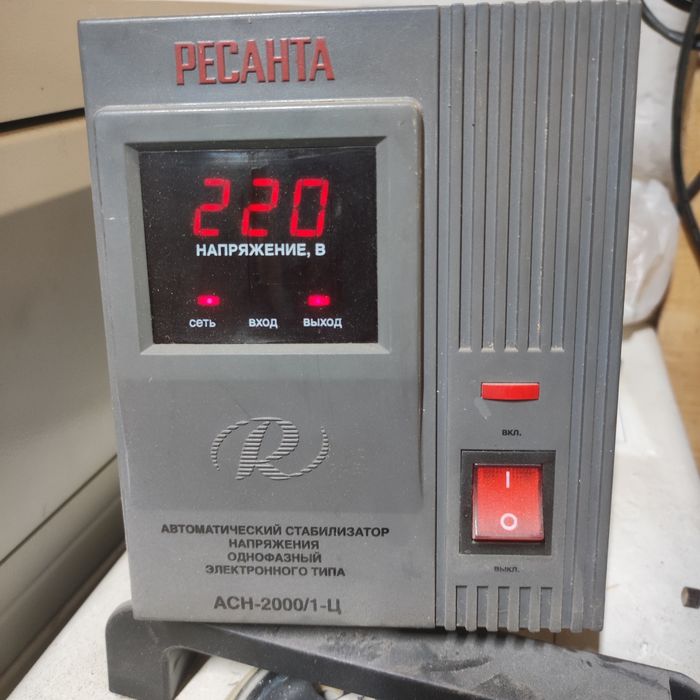 РЕСАНТА
220
НАПРЯЖЕНИЕ, В
сеть вход выход
ВКЛ.
I
O
ВЫКЛ.
R
АВТОМАТИЧЕСКИЙ СТАБИЛИЗАТОР
НАПРЯЖЕНИЯ
ОДНОФАЗНЫЙ
ЭЛЕКТРОННОГО ТИПА
АСН-2000/1-Ц